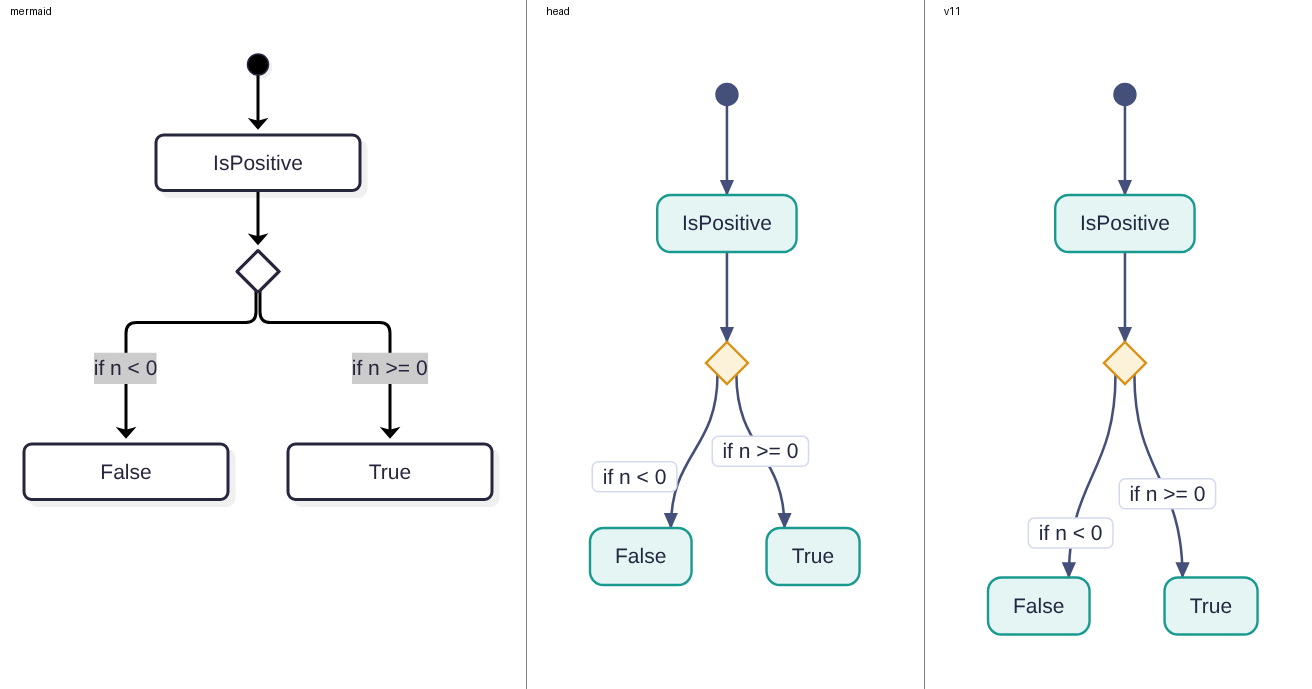 mermaid
IsPositive
if n < 0
if n >= 0
False
True
head
IsPositive
if n >= 0
if n < 0
False
True
v11
IsPositive
if n >= 0
if n < 0
False
True